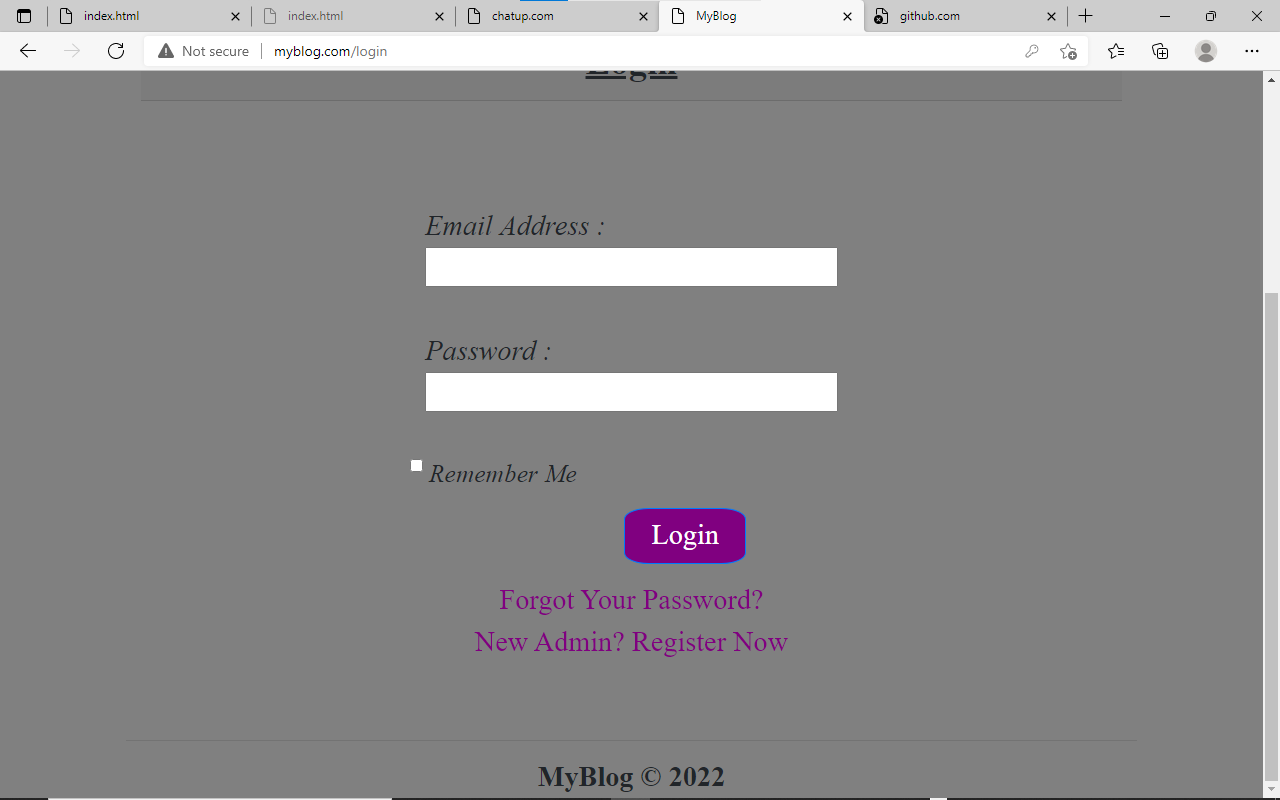 index.html
index.html
chatup.com
MyBlog
github.com
Not secure
myblog.com/login
Login
Email Address :
Password :
Remember Me
Login
Forgot Your Password?
New Admin? Register Now
MyBlog © 2022